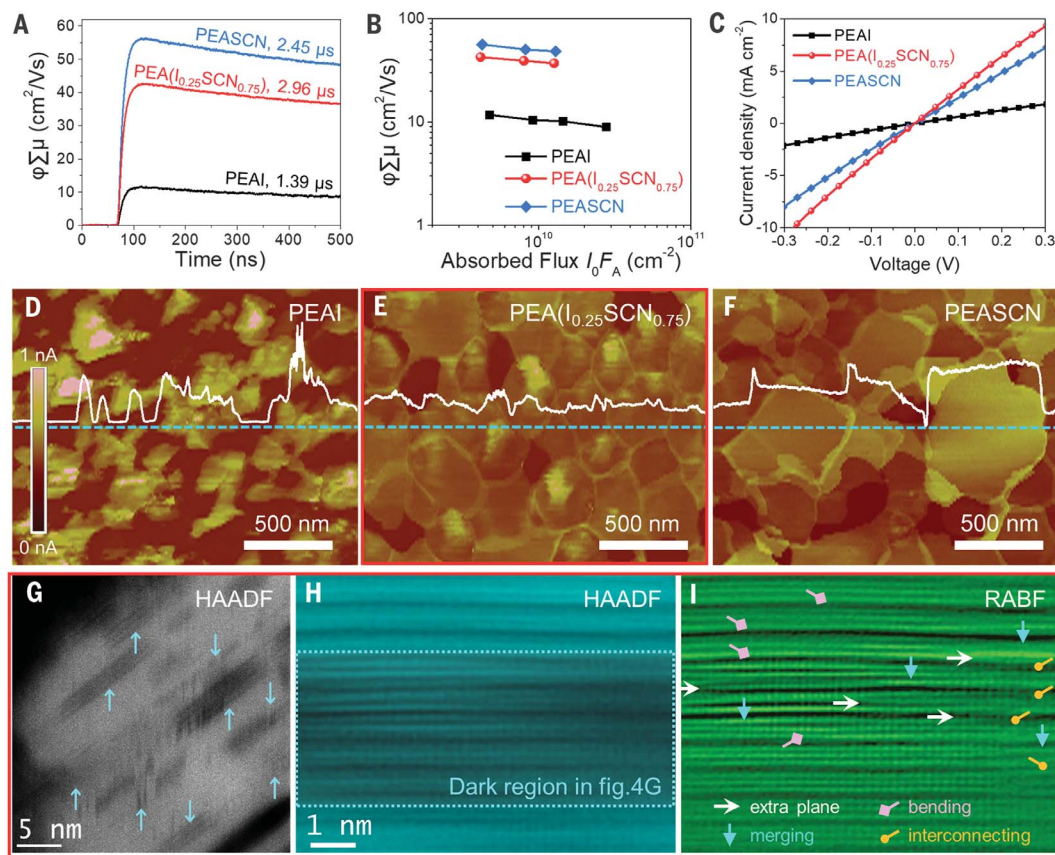 A
60
50
40
30
20
10
0
φ∑μ (cm²/Vs)
PEASCN, 2.45 μs
PEA(I₀.₂₅SCN₀.₇₅), 2.96 μs
PEAI, 1.39 μs
0 100 200 300 400 500
Time (ns)
B
100
10
1
φ∑μ (cm²/Vs)
PEAI
PEA(I₀.₂₅SCN₀.₇₅)
PEASCN
10¹⁰ 10¹¹
Absorbed Flux I₀F_A (cm⁻²)
C
10
5
0
-5
-10
Current density (mA cm⁻²)
PEAI
PEA(I₀.₂₅SCN₀.₇₅)
PEASCN
-0.3 -0.2 -0.1 0.0 0.1 0.2 0.3
Voltage (V)
D
PEAI
1 nA
0 nA
500 nm
E
PEA(I₀.₂₅SCN₀.₇₅)
500 nm
F
PEASCN
500 nm
G
HAADF
5 nm
H
HAADF
Dark region in fig.4G
1 nm
I
RABF
extra plane
bending
merging
interconnecting